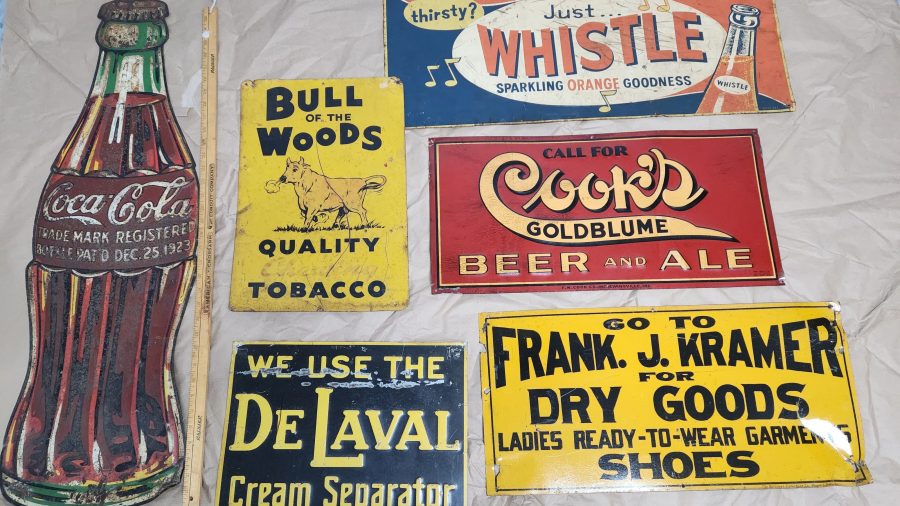 Coca-Cola
TRADE MARK REGISTERED
BOTTLE PAT'D DEC. 25, 1923
BULL
OF THE
WOODS
QUALITY
TOBACCO
thirsty?
Just...
WHISTLE
SPARKLING ORANGE GOODNESS
WHISTLE
CALL FOR
Cook's
GOLDBLUME
BEER AND ALE
WE USE THE
DE LAVAL
Cream Separator
GO TO
FRANK. J. KRAMER
FOR
DRY GOODS
LADIES READY-TO-WEAR GARMENTS
SHOES